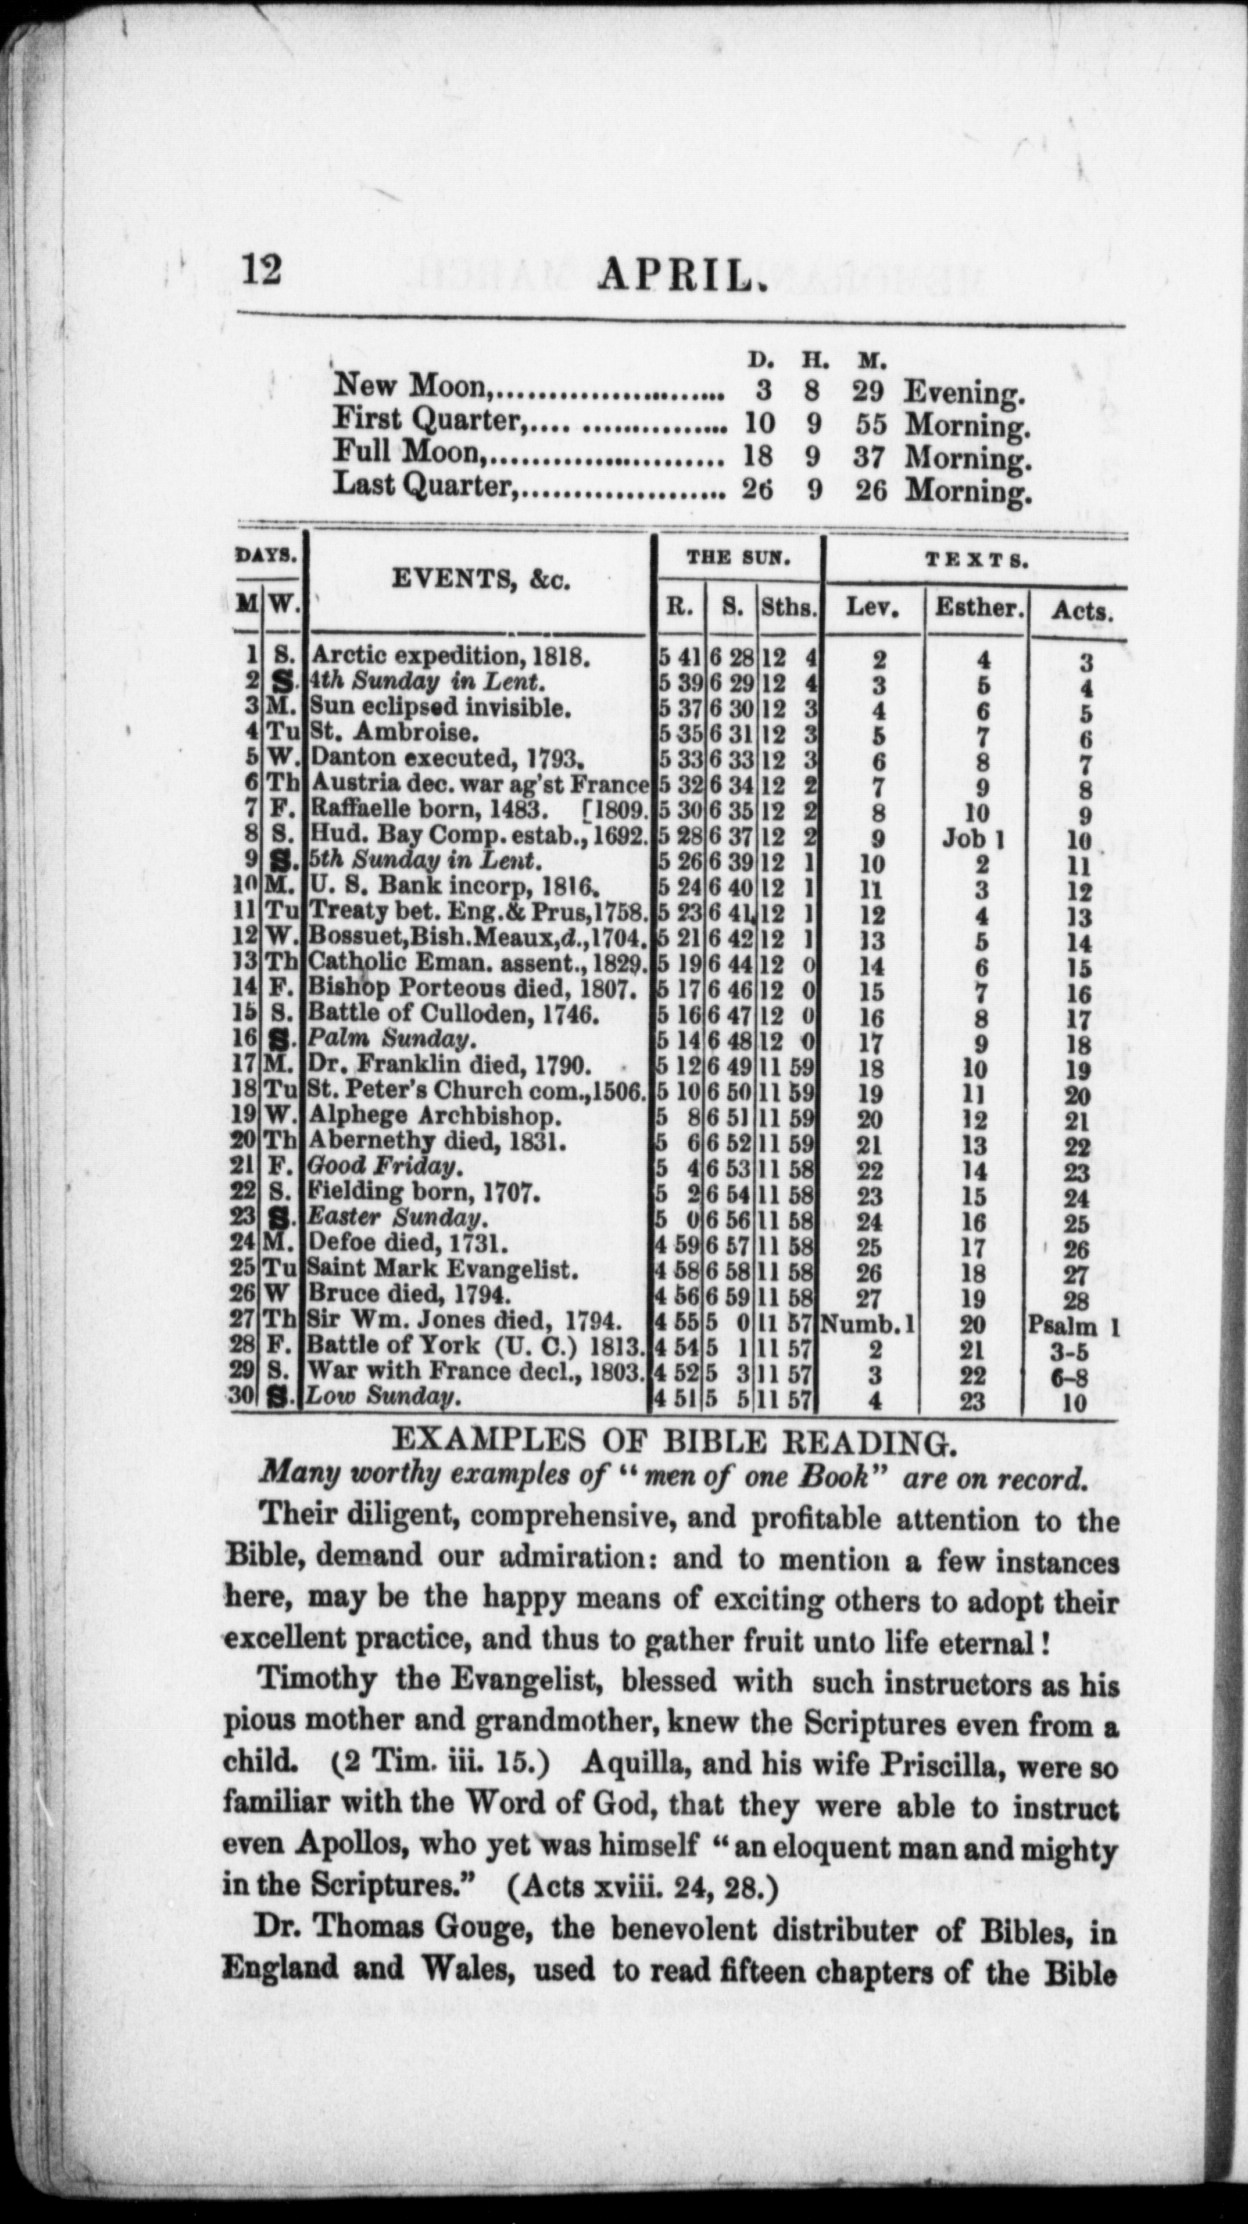 12 APRIL.
D. H. M.
New Moon,........................ 3 8 29 Evening.
First Quarter,.... ............... 10 9 55 Morning.
Full Moon,........................ 18 9 37 Morning.
Last Quarter,..................... 26 9 26 Morning.
DAYS. EVENTS, &c. THE SUN. TEXTS.
M W. R. S. Sths. Lev. Esther. Acts.
1 S. Arctic expedition, 1818. 5 41 6 28 12 4 2 4 3
2 S. 4th Sunday in Lent. 5 39 6 29 12 4 3 5 4
3 M. Sun eclipsed invisible. 5 37 6 30 12 3 4 6 5
4 Tu St. Ambroise. 5 35 6 31 12 3 5 7 6
5 W. Danton executed, 1793. 5 33 6 33 12 3 6 8 7
6 Th Austria dec. war ag'st France 5 32 6 34 12 2 7 9 8
7 F. Raffaelle born, 1483. [1809. 5 30 6 35 12 2 8 10 9
8 S. Hud. Bay Comp. estab., 1692. 5 28 6 37 12 2 9 Job 1 10
9 S. 5th Sunday in Lent. 5 26 6 39 12 1 10 2 11
10 M. U. S. Bank incorp, 1816. 5 24 6 40 12 1 11 3 12
11 Tu Treaty bet. Eng.& Prus,1758. 5 23 6 41 12 1 12 4 13
12 W. Bossuet,Bish.Meaux,d.,1704. 5 21 6 42 12 1 13 5 14
13 Th Catholic Eman. assent., 1829. 5 19 6 44 12 0 14 6 15
14 F. Bishop Porteous died, 1807. 5 17 6 46 12 0 15 7 16
15 S. Battle of Culloden, 1746. 5 16 6 47 12 0 16 8 17
16 S. Palm Sunday. 5 14 6 48 12 0 17 9 18
17 M. Dr. Franklin died, 1790. 5 12 6 49 11 59 18 10 19
18 Tu St. Peter's Church com.,1506. 5 10 6 50 11 59 19 11 20
19 W. Alphege Archbishop. 5 8 6 51 11 59 20 12 21
20 Th Abernethy died, 1831. 5 6 6 52 11 59 21 13 22
21 F. Good Friday. 5 4 6 53 11 58 22 14 23
22 S. Fielding born, 1707. 5 2 6 54 11 58 23 15 24
23 S. Easter Sunday. 5 0 6 56 11 58 24 16 25
24 M. Defoe died, 1731. 4 59 6 57 11 58 25 17 26
25 Tu Saint Mark Evangelist. 4 58 6 58 11 58 26 18 27
26 W Bruce died, 1794. 4 56 6 59 11 58 27 19 28
27 Th Sir Wm. Jones died, 1794. 4 55 5 0 11 57 Numb. 1 20 Psalm 1
28 F. Battle of York (U. C.) 1813. 4 54 5 1 11 57 2 21 3-5
29 S. War with France decl., 1803. 4 52 5 3 11 57 3 22 6-8
30 S. Low Sunday. 4 51 5 5 11 57 4 23 10
EXAMPLES OF BIBLE READING.
Many worthy examples of "men of one Book" are on record.
Their diligent, comprehensive, and profitable attention to the
Bible, demand our admiration: and to mention a few instances
here, may be the happy means of exciting others to adopt their
excellent practice, and thus to gather fruit unto life eternal!
Timothy the Evangelist, blessed with such instructors as his
pious mother and grandmother, knew the Scriptures even from a
child. (2 Tim. iii. 15.) Aquilla, and his wife Priscilla, were so
familiar with the Word of God, that they were able to instruct
even Apollos, who yet was himself "an eloquent man and mighty
in the Scriptures." (Acts xviii. 24, 28.)
Dr. Thomas Gouge, the benevolent distributer of Bibles, in
England and Wales, used to read fifteen chapters of the Bible